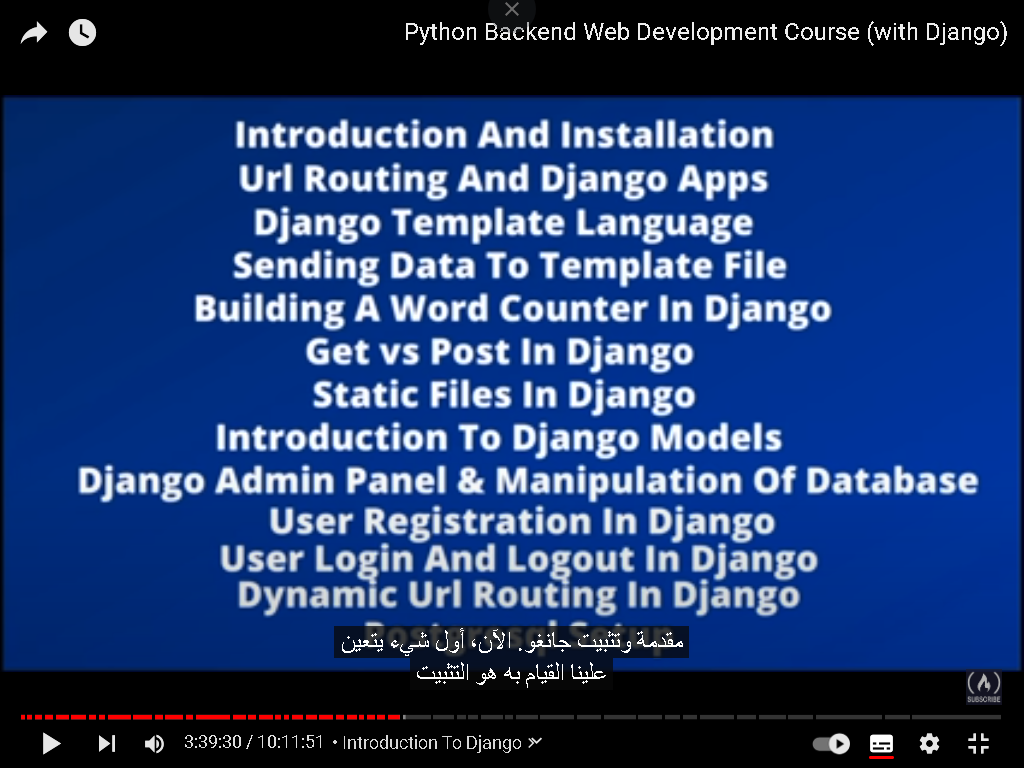 Python Backend Web Development Course (with Django)
Introduction And Installation
Url Routing And Django Apps
Django Template Language
Sending Data To Template File
Building A Word Counter In Django
Get vs Post In Django
Static Files In Django
Introduction To Django Models
Django Admin Panel & Manipulation Of Database
User Registration In Django
User Login And Logout In Django
Dynamic Url Routing In Django
مقدمة وتثبيت جانغو. الآن، أول شيء يتعين
علينا القيام به هو التثبيت
SUBSCRIBE
3:39:30 / 10:11:51 • Introduction To Django